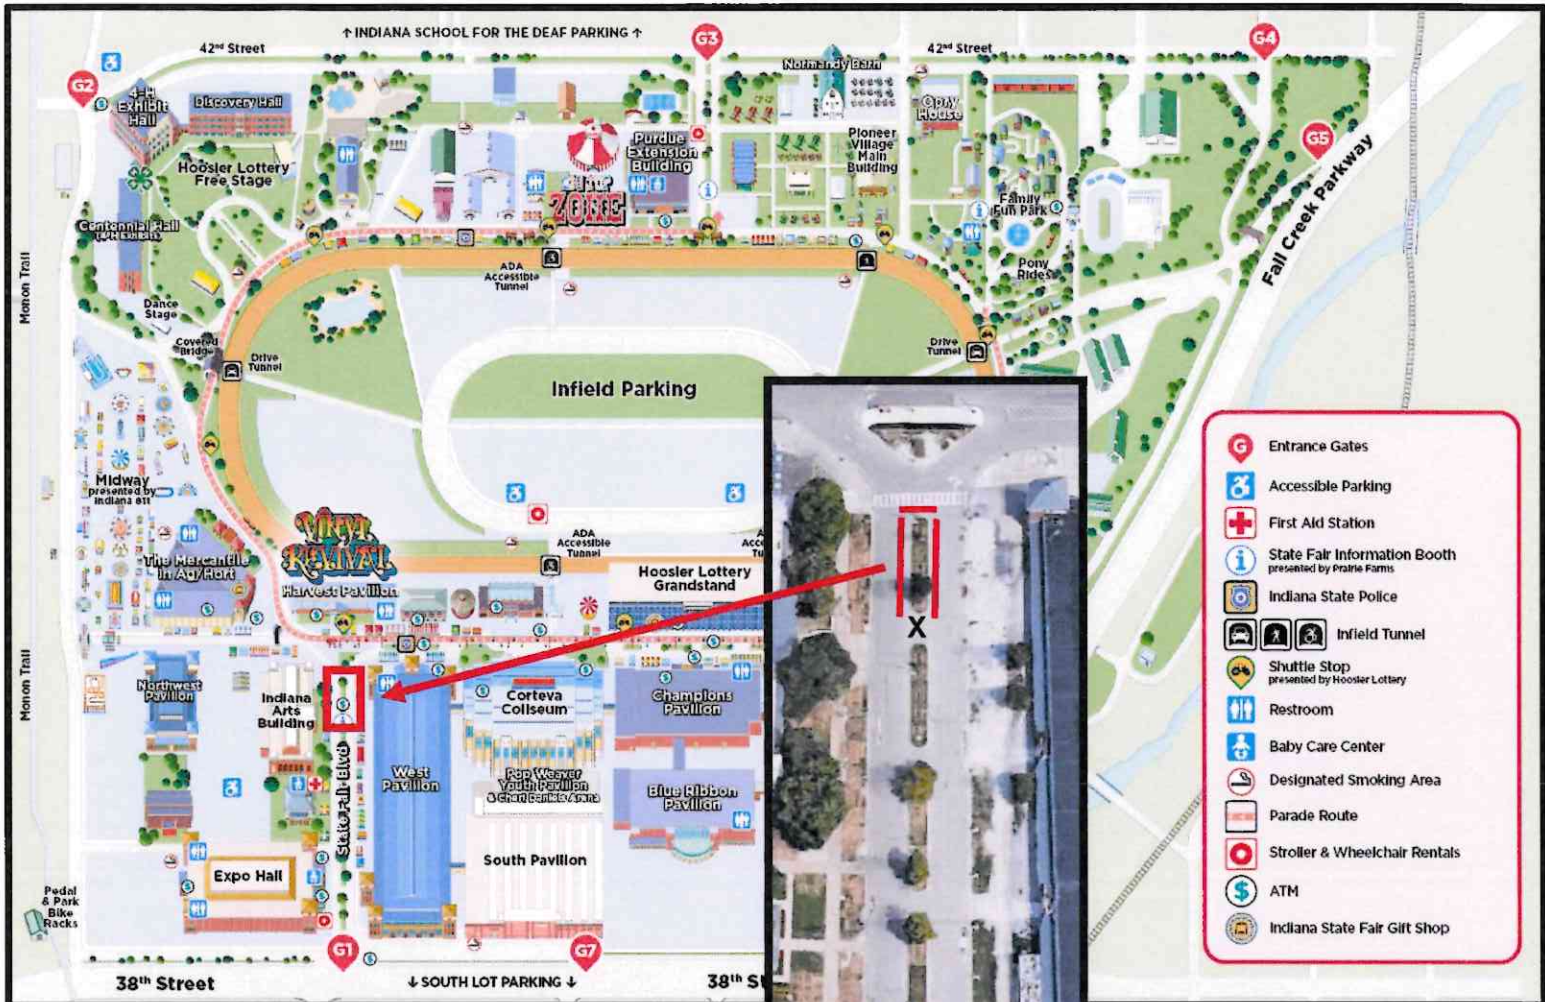 ↑ INDIANA SCHOOL FOR THE DEAF PARKING ↑
42nd Street
G3
42nd Street
G4
G2
4-H
Exhibit
Hall
Discovery Hall
Normandy Barn
Opry
House
G5
Hoosier Lottery
Free Stage
Purdue
Extension
Building
Pioneer
Village
Main
Building
ZONE
Family
Fun Park
Fall Creek Parkway
Centennial Hall
Monon Trail
ADA
Accessible
Tunnel
Pony
Rides
Dance
Stage
Covered
Bridge
Drive
Tunnel
Drive
Tunnel
Infield Parking
Midway
presented by
Indiana 811
VINYL
REVIVAL
ADA
Accessible
Tunnel
The Mercantile
in Ag/Hort
Harvest Pavilion
Hoosier Lottery
Grandstand
X
Monon Trail
Northwest
Pavilion
Indiana
Arts
Building
State Fair Blvd
West
Pavilion
Corteva
Coliseum
Champions
Pavilion
Pop Weaver
Youth Pavilion
Blue Ribbon
Pavilion
South Pavilion
Expo Hall
Pedal
& Park
Bike
Racks
G1
G7
38th Street
↓ SOUTH LOT PARKING ↓
38th St
G Entrance Gates
Accessible Parking
First Aid Station
State Fair Information Booth
presented by Prairie Farms
Indiana State Police
Infield Tunnel
Shuttle Stop
presented by Hoosier Lottery
Restroom
Baby Care Center
Designated Smoking Area
Parade Route
Stroller & Wheelchair Rentals
$ ATM
Indiana State Fair Gift Shop